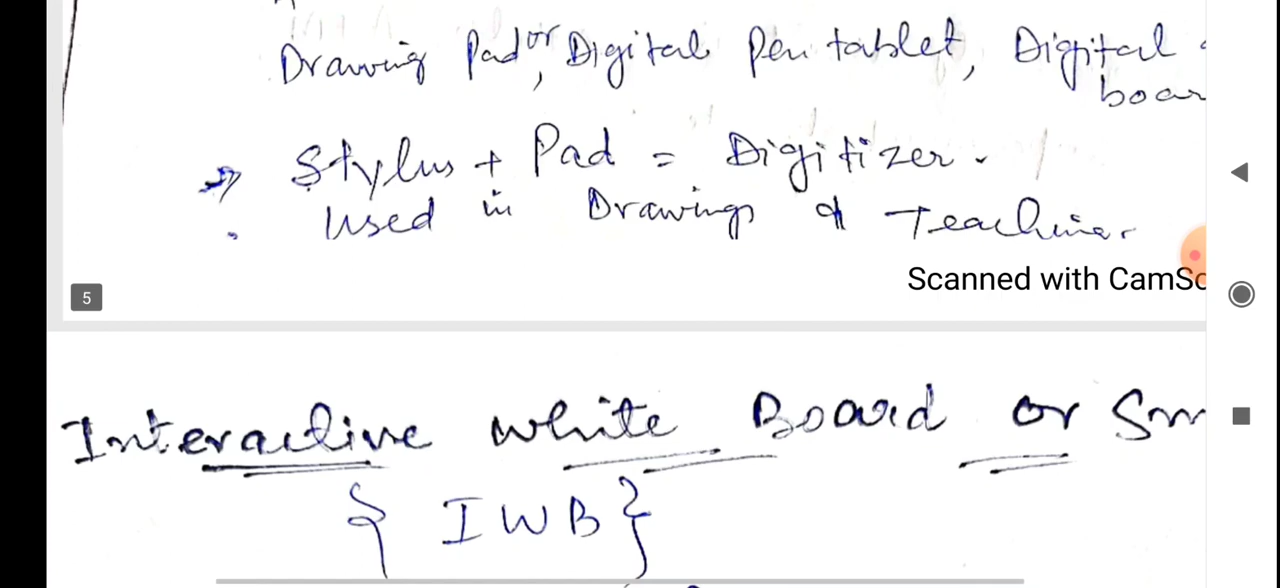 Drawing Pad or, Digital Pen tablet, Digital
boar
⇒ Stylus + Pad = Digitizer.
Used in Drawings & Teaching.
Scanned with CamSc
5
Interactive white Board or Sm
{ IWB }